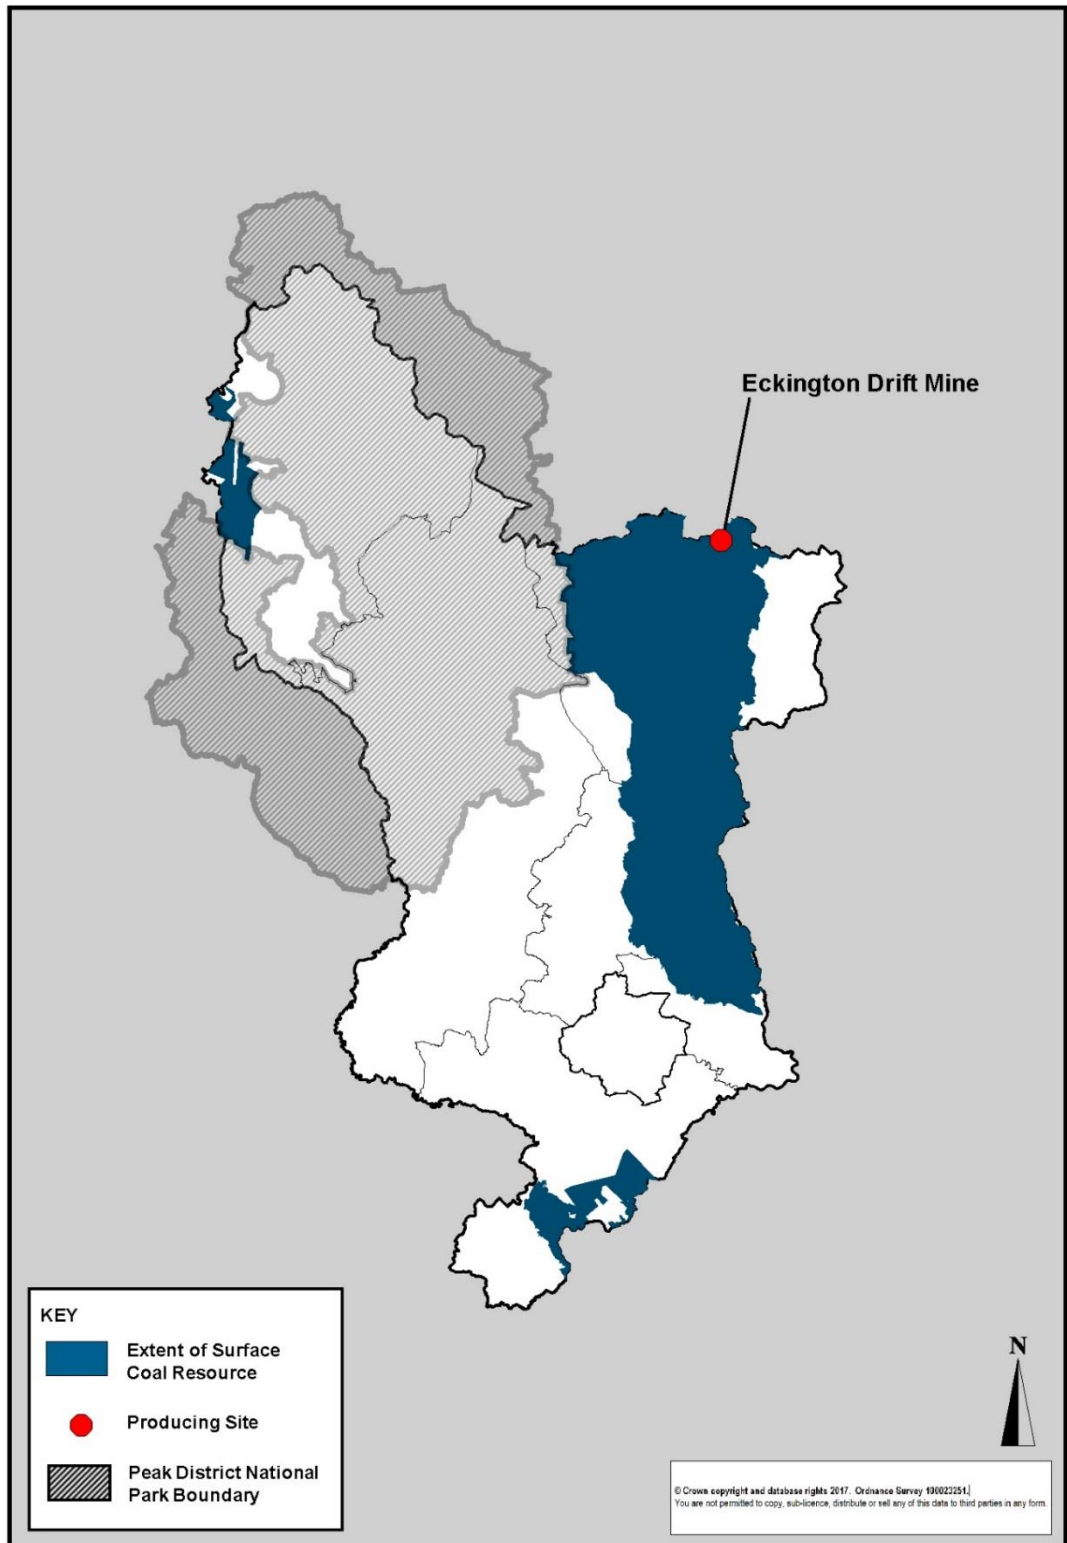 Eckington Drift Mine
KEY
Extent of Surface
Coal Resource
Producing Site
Peak District National
Park Boundary
N
© Crown copyright and database rights 2017. Ordnance Survey 100023251.
You are not permitted to copy, sub-licence, distribute or sell any of this data to third parties in any form.